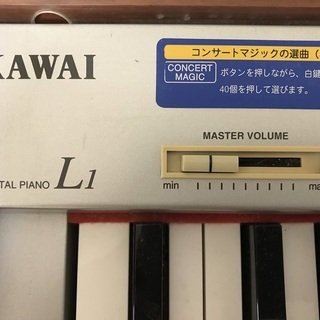 KAWAI
コンサートマジックの選曲（
CONCERT MAGIC
ボタンを押しながら、白鍵
40個を押して選びます。
MASTER VOLUME
min
TAL PIANO L1